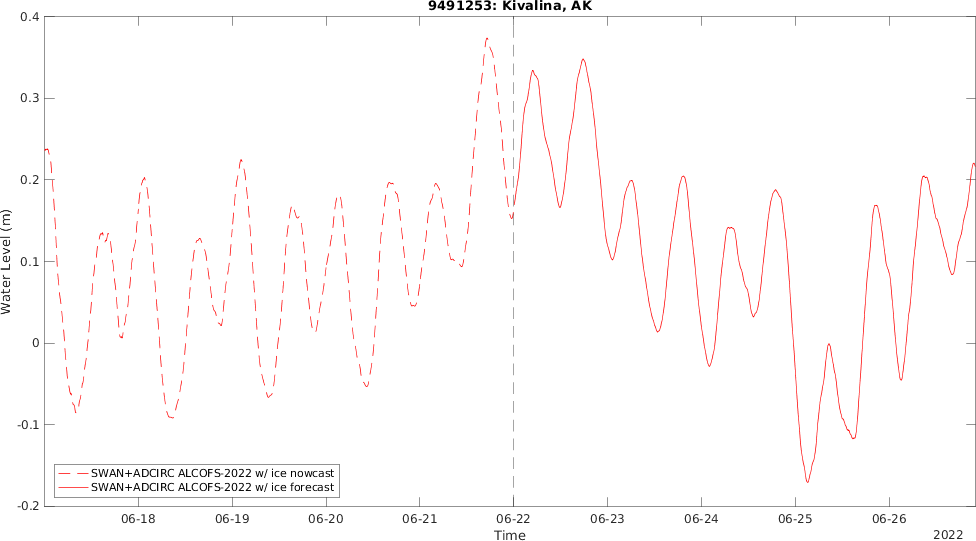 9491253: Kivalina, AK
0.4
0.3
0.2
0.1
0
-0.1
-0.2
Water Level (m)
SWAN+ADCIRC ALCOFS-2022 w/ ice nowcast
SWAN+ADCIRC ALCOFS-2022 w/ ice forecast
06-18 06-19 06-20 06-21 06-22 06-23 06-24 06-25 06-26
Time
2022